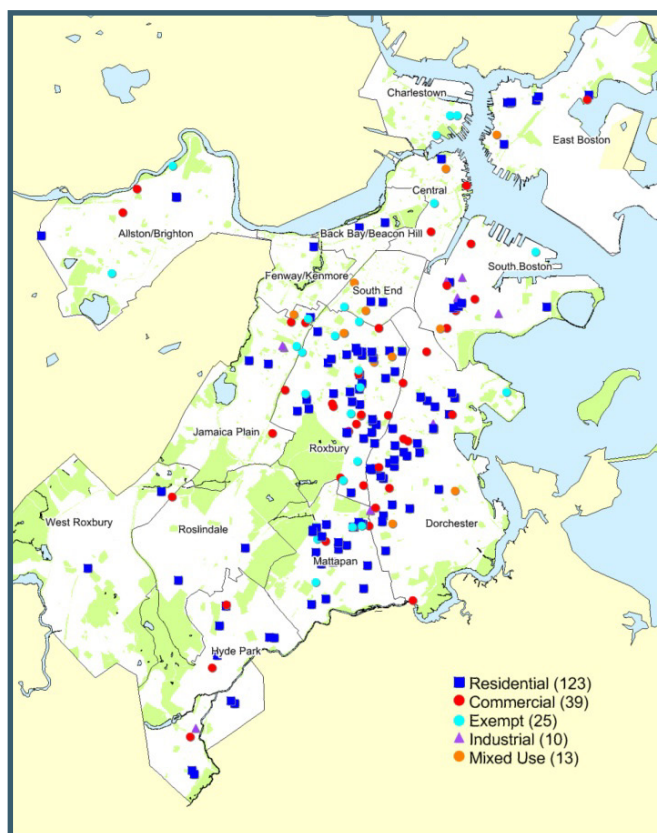 Charlestown
East Boston
Central
Allston/Brighton
Back Bay/Beacon Hill
South Boston
Fenway/Kenmore
South End
Jamaica Plain
Roxbury
West Roxbury
Roslindale
Dorchester
Mattapan
Hyde Park
Residential (123)
Commercial (39)
Exempt (25)
Industrial (10)
Mixed Use (13)